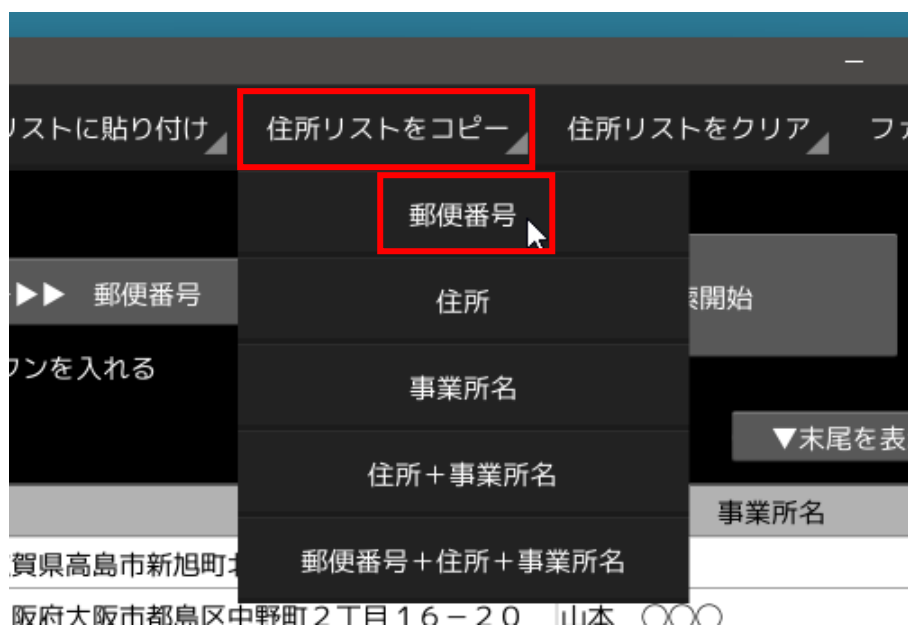 リストに貼り付け 住所リストをコピー 住所リストをクリア ファ
郵便番号
▶▶ 郵便番号
住所
索開始
ワンを入れる
事業所名
▼末尾を表
住所＋事業所名
事業所名
賀県高島市新旭町
郵便番号＋住所＋事業所名
阪府大阪市都島区中野町２丁目１６－２０ 山本 ○○○